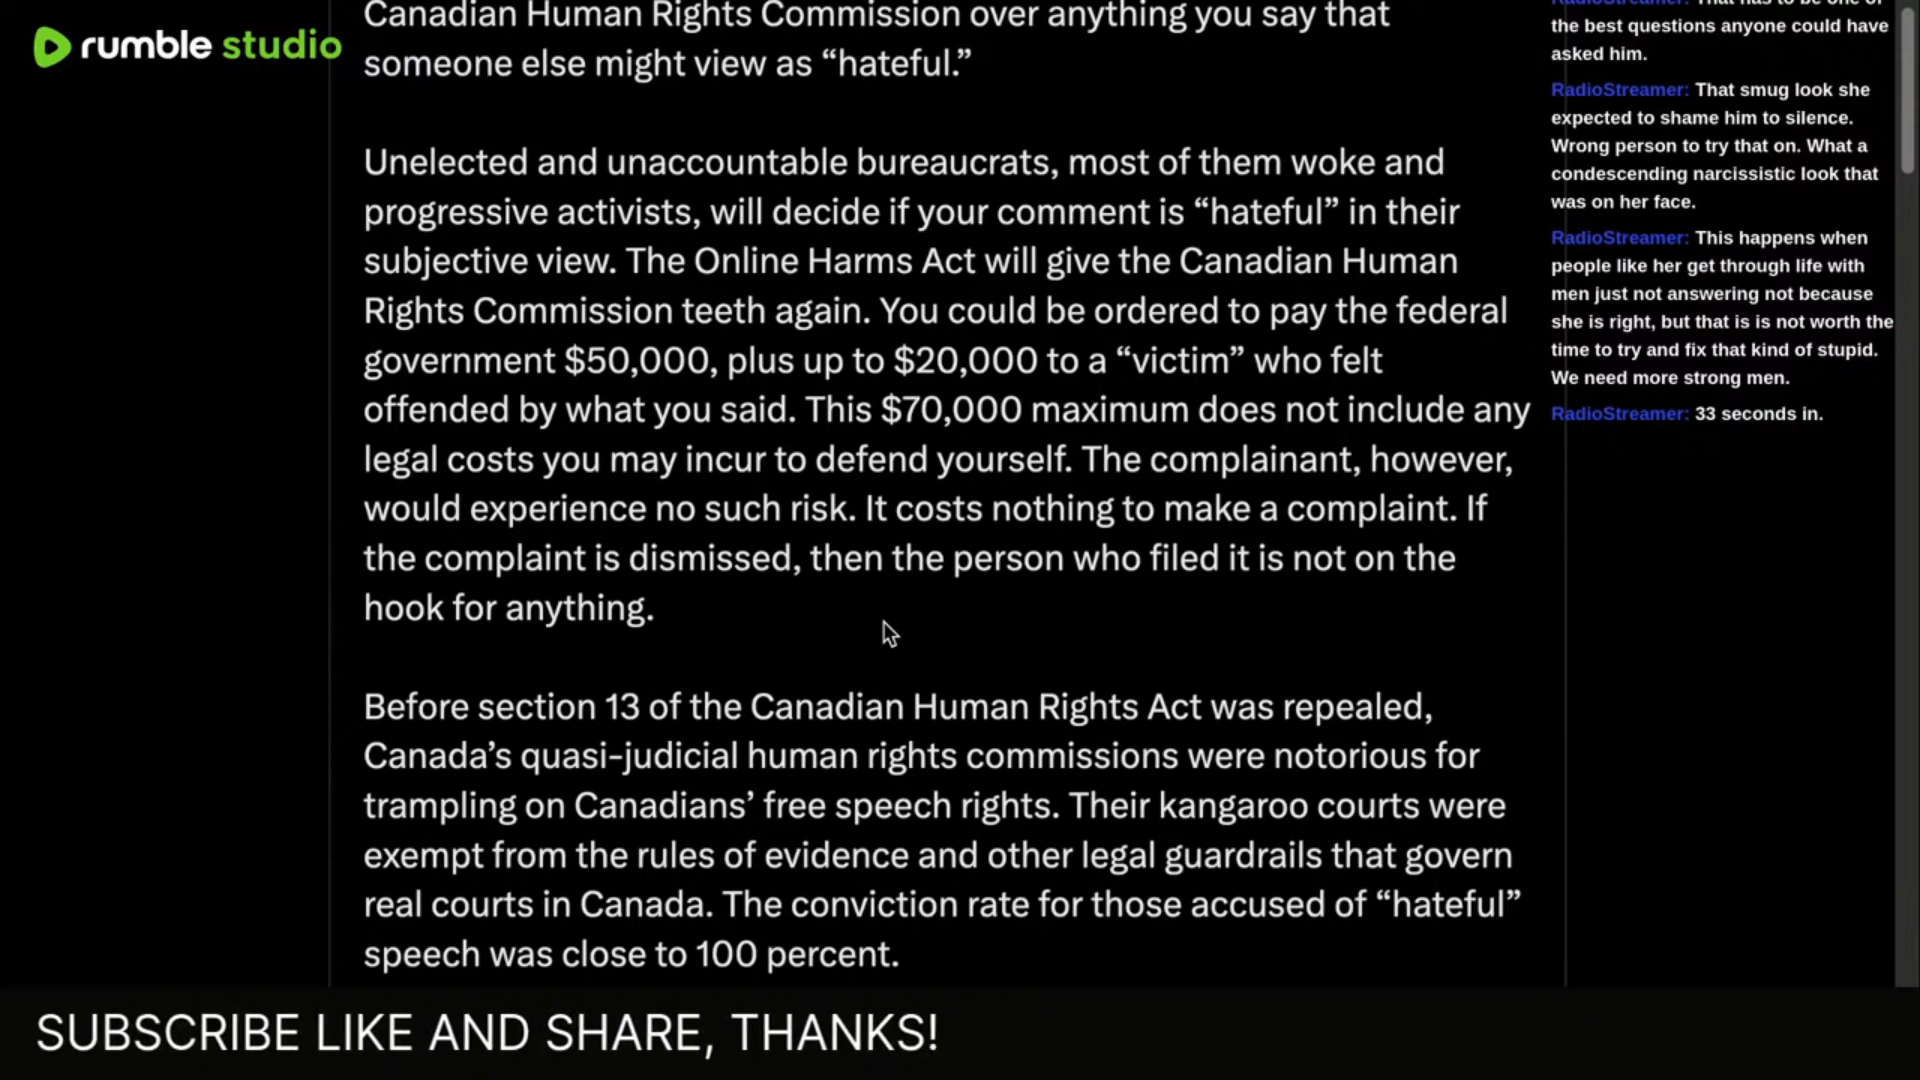 rumble studio
Canadian Human Rights Commission over anything you say that
someone else might view as “hateful.”
Unelected and unaccountable bureaucrats, most of them woke and
progressive activists, will decide if your comment is “hateful” in their
subjective view. The Online Harms Act will give the Canadian Human
Rights Commission teeth again. You could be ordered to pay the federal
government $50,000, plus up to $20,000 to a “victim” who felt
offended by what you said. This $70,000 maximum does not include any
legal costs you may incur to defend yourself. The complainant, however,
would experience no such risk. It costs nothing to make a complaint. If
the complaint is dismissed, then the person who filed it is not on the
hook for anything.
Before section 13 of the Canadian Human Rights Act was repealed,
Canada’s quasi-judicial human rights commissions were notorious for
trampling on Canadians’ free speech rights. Their kangaroo courts were
exempt from the rules of evidence and other legal guardrails that govern
real courts in Canada. The conviction rate for those accused of “hateful”
speech was close to 100 percent.
RadioStreamer: That has to be one of
the best questions anyone could have
asked him.
RadioStreamer: That smug look she
expected to shame him to silence.
Wrong person to try that on. What a
condescending narcissistic look that
was on her face.
RadioStreamer: This happens when
people like her get through life with
men just not answering not because
she is right, but that is is not worth the
time to try and fix that kind of stupid.
We need more strong men.
RadioStreamer: 33 seconds in.
SUBSCRIBE LIKE AND SHARE, THANKS!